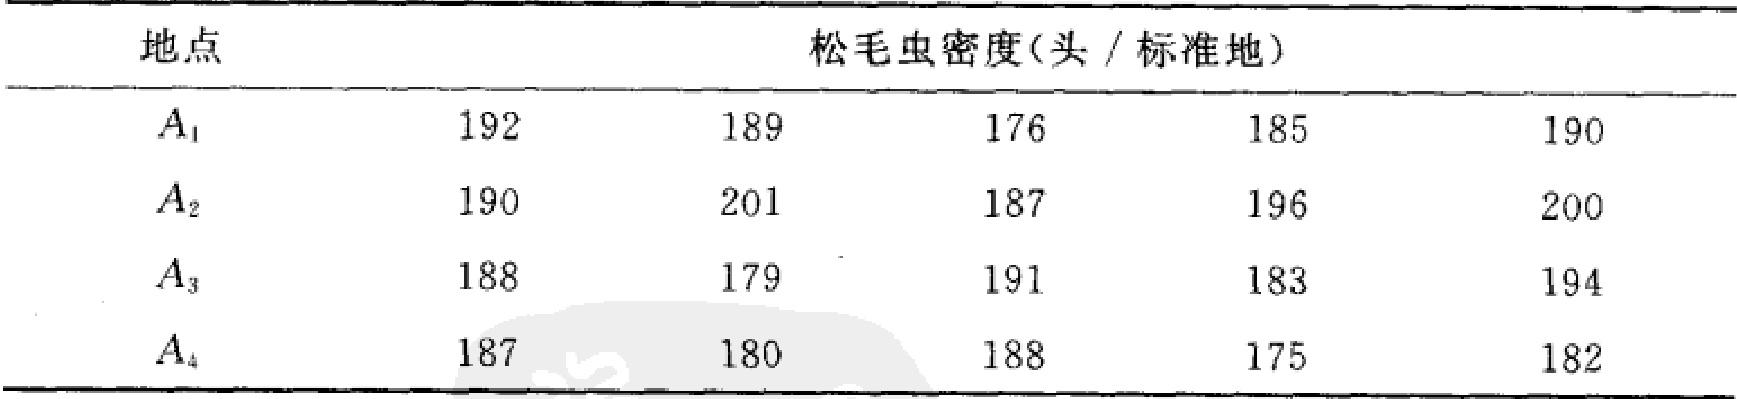 地点 松毛虫密度(头/标准地)
A₁ 192 189 176 185 190
A₂ 190 201 187 196 200
A₃ 188 179 191 183 194
A₄ 187 180 188 175 182